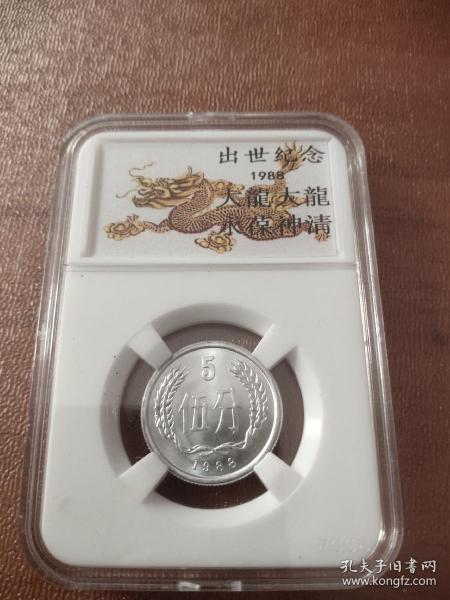 出世纪念
1988
大龍大龍
永葆神清
5
伍分
1988
孔夫子旧书网
www.kongfz.com